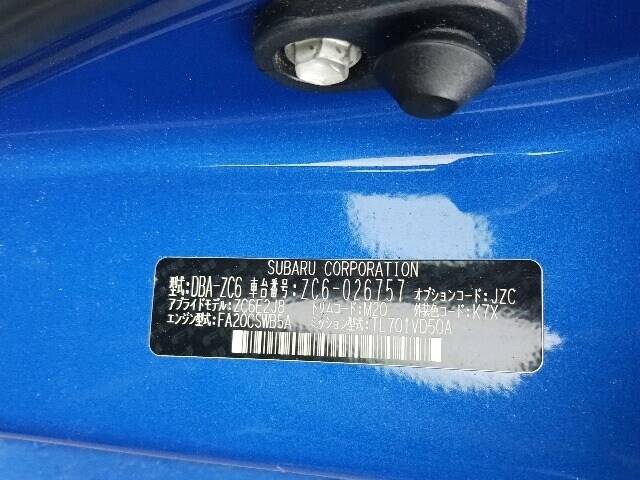 SUBARU CORPORATION
型式:DBA-ZC6 車台番号:ZC6-026757 オプションコード:JZC
アプライドモデル:ZC6E2J8 トリムコード:M20 外装色コード:K7X
エンジン型式:FA20CSWB5A ミッション型式:TL701VD50A